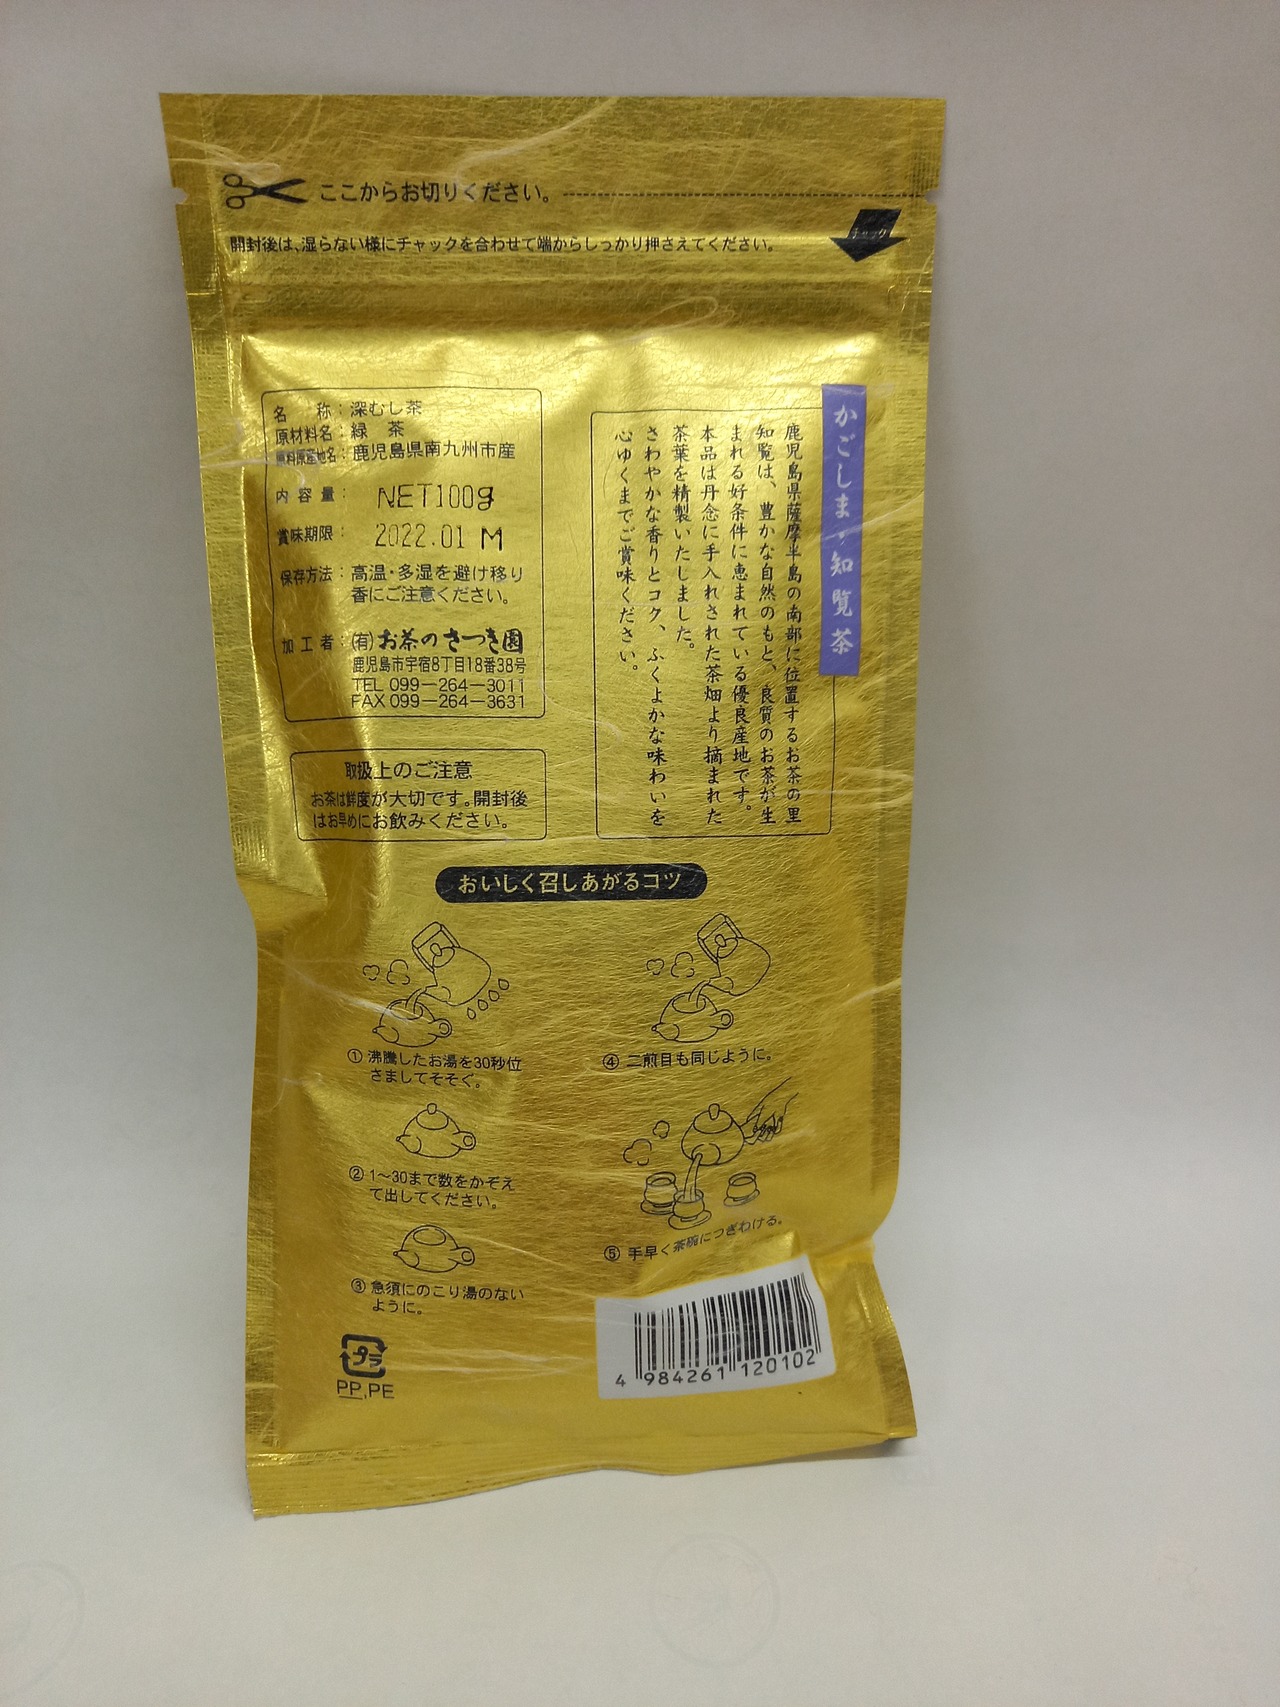 ここからお切りください。
チャック
開封後は、湿らない様にチャックを合わせて端からしっかり押さえてください。
名 称：深むし茶
原材料名：緑 茶
原料原産地名：鹿児島県南九州市産
内容量：NET100g
賞味期限：2022.01 M
保存方法：高温・多湿を避け移り
香にご注意ください。
加工者：(有)お茶のさつき園
鹿児島市宇宿8丁目18番38号
TEL 099－264－3011
FAX 099－264－3631
取扱上のご注意
お茶は鮮度が大切です。開封後
はお早めにお飲みください。
かごしま・知覧茶
鹿児島県薩摩半島の南部に位置するお茶の里
知覧は、豊かな自然のもと、良質のお茶が生
まれる好条件に恵まれている優良産地です。
本品は丹念に手入れされた茶畑より摘まれた
茶葉を精製いたしました。
さわやかな香りとコク、ふくよかな味わいを
心ゆくまでご賞味ください。
おいしく召しあがるコツ
① 沸騰したお湯を30秒位
さましてそそぐ。
② 1～30まで数をかぞえ
て出してください。
③ 急須にのこり湯のない
ように。
④ 二煎目も同じように。
⑤ 手早く茶碗につぎわける。
プラ
PP,PE
4 984261 120102